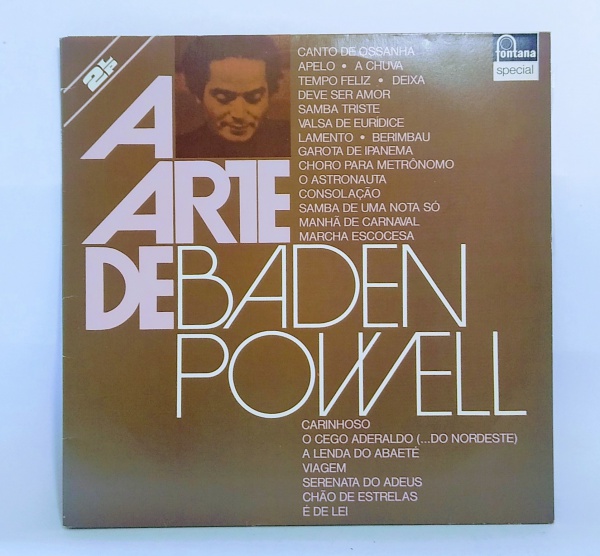 2LP
fontana
special
A
ARTE
DE BADEN
POWELL
CANTO DE OSSANHA
APELO • A CHUVA
TEMPO FELIZ • DEIXA
DEVE SER AMOR
SAMBA TRISTE
VALSA DE EURÍDICE
LAMENTO • BERIMBAU
GAROTA DE IPANEMA
CHORO PARA METRÔNOMO
O ASTRONAUTA
CONSOLAÇÃO
SAMBA DE UMA NOTA SÓ
MANHÃ DE CARNAVAL
MARCHA ESCOCESA
CARINHOSO
O CEGO ADERALDO (...DO NORDESTE)
A LENDA DO ABAETÉ
VIAGEM
SERENATA DO ADEUS
CHÃO DE ESTRELAS
É DE LEI